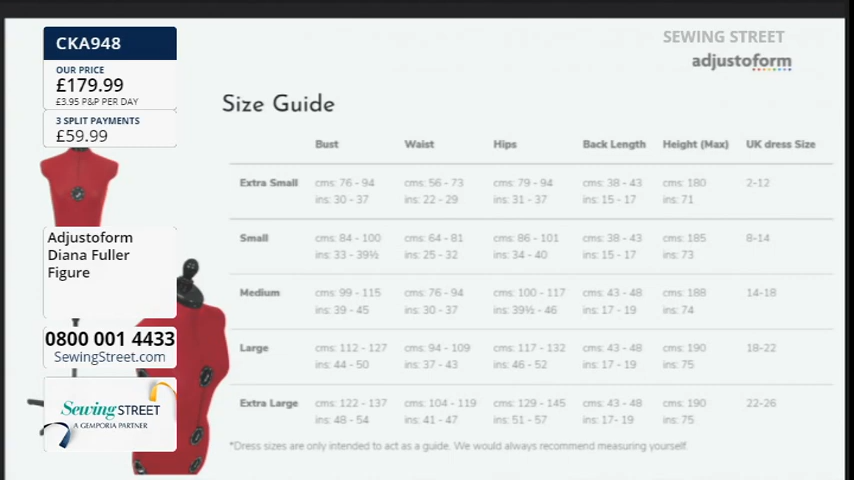 CKA948
OUR PRICE
£179.99
£3.95 P&P PER DAY
3 SPLIT PAYMENTS
£59.99
Adjustoform
Diana Fuller
Figure
0800 001 4433
SewingStreet.com
Sewing STREET
A GEMPORIA PARTNER
SEWING STREET
adjustoform
Size Guide
Bust Waist Hips Back Length Height (Max) UK dress Size
Extra Small cms: 76 - 94 cms: 56 - 73 cms: 79 - 94 cms: 38 - 43 cms: 180 2-12
ins: 30 - 37 ins: 22 - 29 ins: 31 - 37 ins: 15 - 17 ins: 71
Small cms: 84 - 100 cms: 64 - 81 cms: 86 - 101 cms: 38 - 43 cms: 185 8-14
ins: 33 - 39½ ins: 25 - 32 ins: 34 - 40 ins: 15 - 17 ins: 73
Medium cms: 99 - 115 cms: 76 - 94 cms: 100 - 117 cms: 43 - 48 cms: 188 14-18
ins: 39 - 45 ins: 30 - 37 ins: 39½ - 46 ins: 17 - 19 ins: 74
Large cms: 112 - 127 cms: 94 - 109 cms: 117 - 132 cms: 43 - 48 cms: 190 18-22
ins: 44 - 50 ins: 37 - 43 ins: 46 - 52 ins: 17 - 19 ins: 75
Extra Large cms: 122 - 137 cms: 104 - 119 cms: 129 - 145 cms: 43 - 48 cms: 190 22-26
ins: 48 - 54 ins: 41 - 47 ins: 51 - 57 ins: 17- 19 ins: 75
*Dress sizes are only intended to act as a guide. We would always recommend measuring yourself.